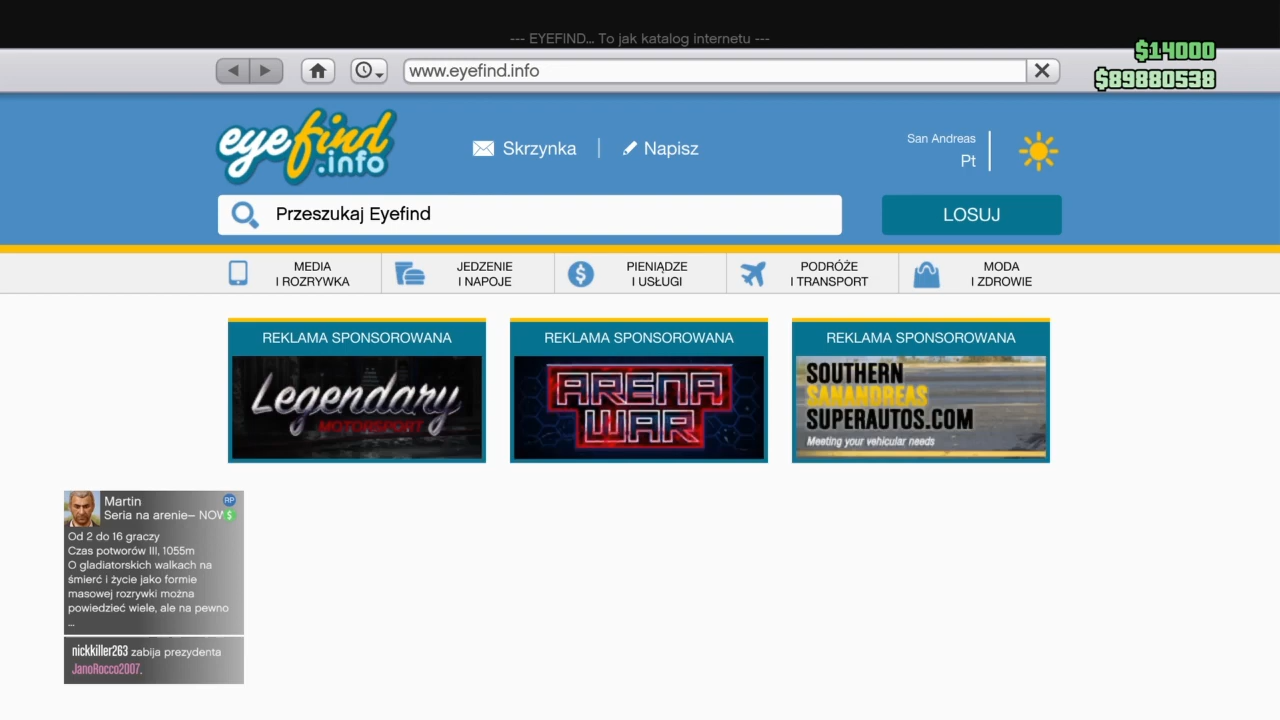 --- EYEFIND... To jak katalog internetu ---
$14000
www.eyefind.info
$89880538
eyefind
.info
Skrzynka
Napisz
San Andreas
Pt
Przeszukaj Eyefind
LOSUJ
MEDIA
I ROZRYWKA
JEDZENIE
I NAPOJE
PIENIĄDZE
I USŁUGI
PODRÓŻE
I TRANSPORT
MODA
I ZDROWIE
REKLAMA SPONSOROWANA
Legendary
MOTORSPORT
REKLAMA SPONSOROWANA
ARENA
WAR
REKLAMA SPONSOROWANA
SOUTHERN
SAN ANDREAS
SUPERAUTOS.COM
Meeting your vehicular needs
Martin
RP
Seria na arenie– NOW
$
Od 2 do 16 graczy
Czas potworów III, 1055m
O gladiatorskich walkach na
śmierć i życie jako formie
masowej rozrywki można
powiedzieć wiele, ale na pewno
...
nickkiller263 zabija prezydenta
JanoRocco2007.